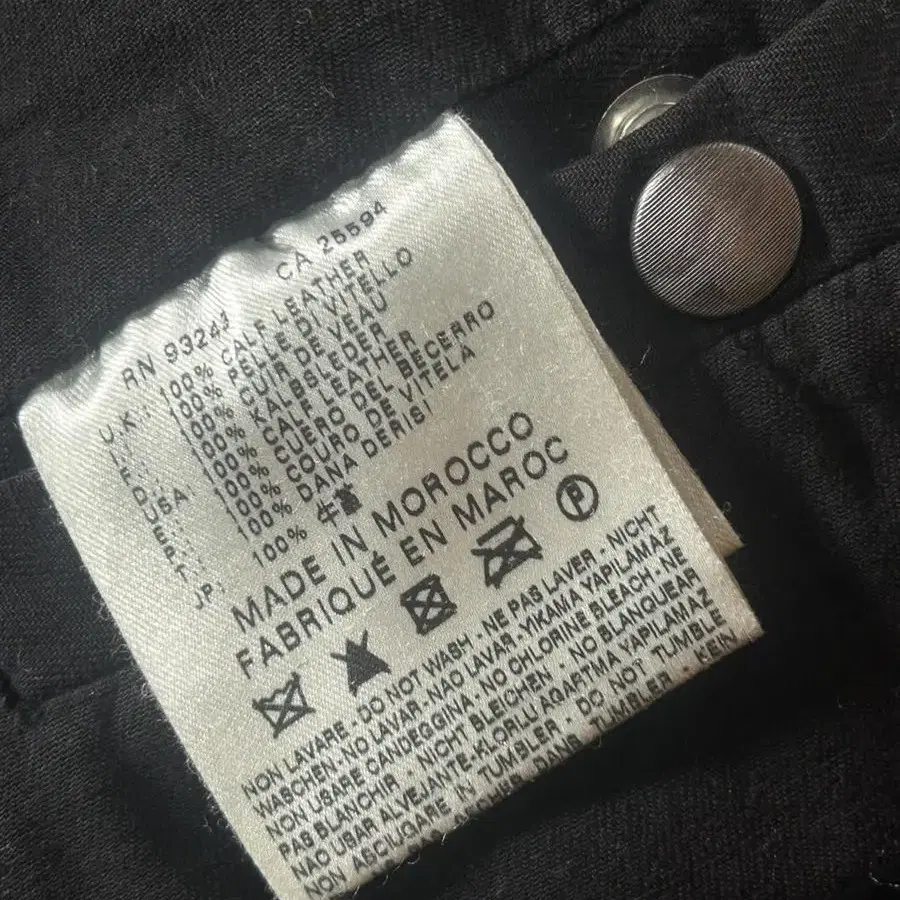 RN 93243 CA 25594
U.K.: 100% CALF LEATHER
I.: 100% PELLE DI VITELLO
F.: 100% CUIR DE VEAU
D.: 100% KALBSLEDER
USA: 100% CALF LEATHER
E.: 100% CUERO DEL BECERRO
P.: 100% COURO DE VITELA
T.: 100% DANA DERISI
JP.: 100% 牛革
MADE IN MOROCCO
FABRIQUÉ EN MAROC
P
NON LAVARE - DO NOT WASH - NE PAS LAVER - NICHT
WASCHEN - NO LAVAR - NAO LAVAR - YIKAMA YAPILAMAZ
NON USARE CANDEGGINA - NO CHLORINE BLEACH - NE
PAS BLANCHIR - NICHT BLEICHEN - NO BLANQUEAR
NAO USAR ALVEJANTE - KLORLU AGARTMA YAPILAMAZ
NON ASCIUGARE IN TUMBLER - DO NOT TUMBLE